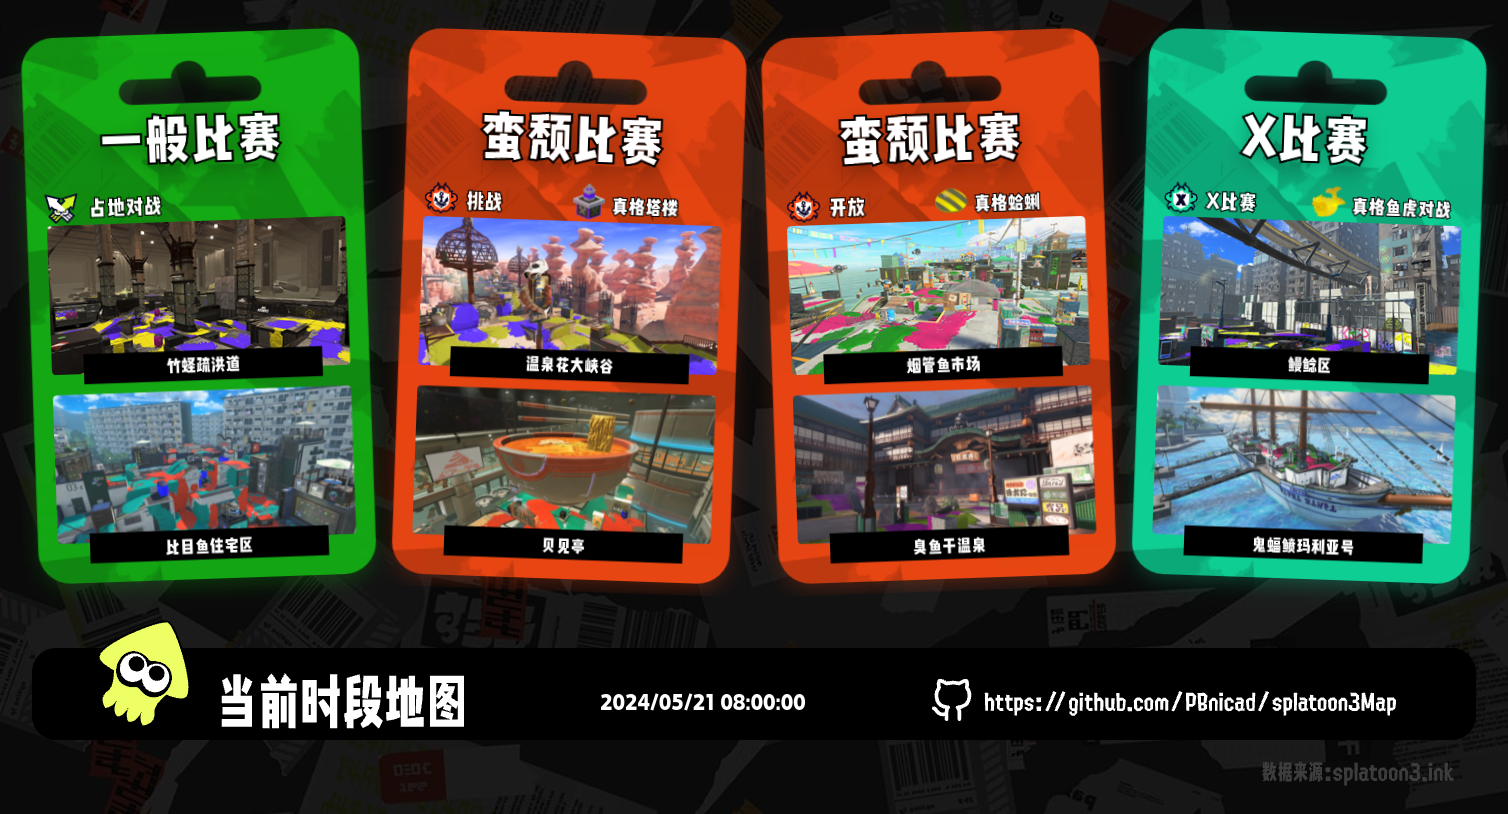 一般比赛
占地对战
竹蛏疏洪道
比目鱼住宅区
蛮颓比赛
挑战
真格塔楼
温泉花大峡谷
贝见亭
蛮颓比赛
开放
真格蛤蜊
烟管鱼市场
臭鱼干温泉
X比赛
X比赛
真格鱼虎对战
鳗鲶区
鬼蝠鲼玛利亚号
当前时段地图
2024/05/21 08:00:00
https://github.com/PBnicad/splatoon3Map
数据来源:splatoon3.ink